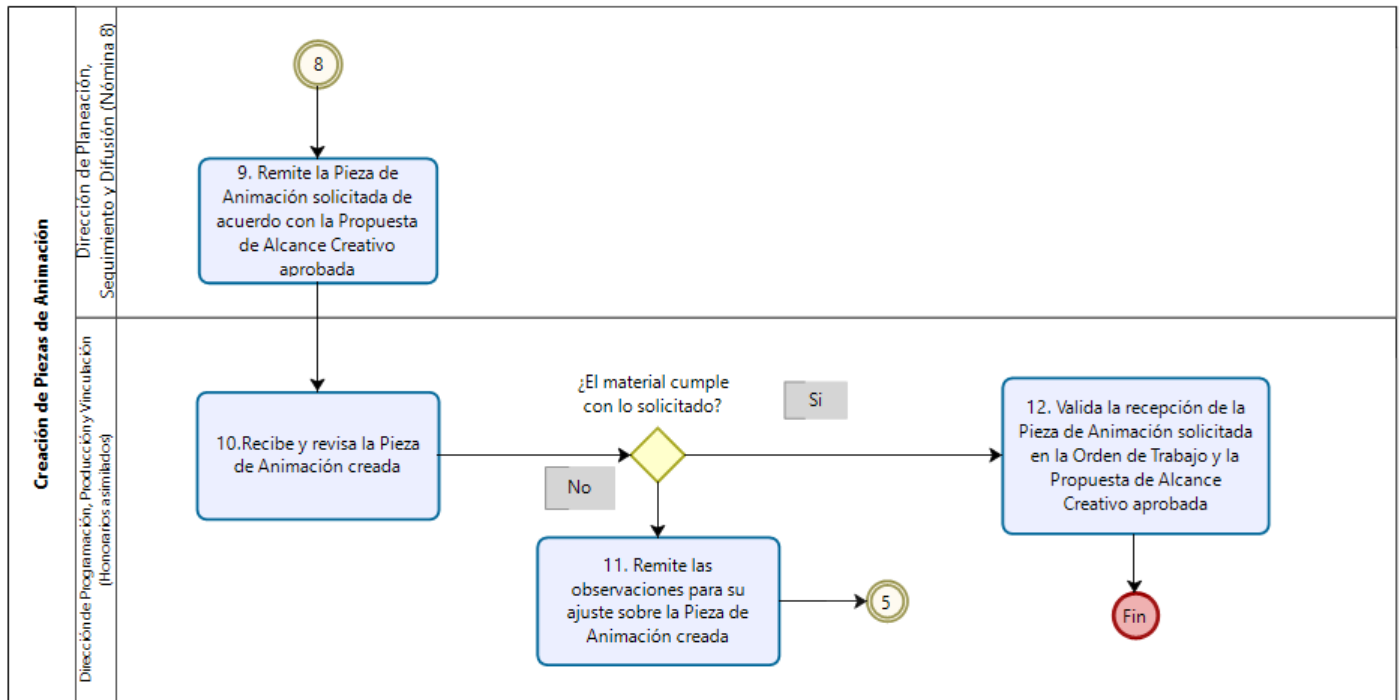 Creación de Piezas de Animación
Dirección de Planeación,
Seguimiento y Difusión (Nómina 8)
8
9. Remite la Pieza de
Animación solicitada de
acuerdo con la Propuesta
de Alcance Creativo
aprobada
Dirección de Programación, Producción y Vinculación
(Honorarios asimilados)
10.Recibe y revisa la Pieza
de Animación creada
¿El material cumple
con lo solicitado?
Si
No
11. Remite las
observaciones para su
ajuste sobre la Pieza de
Animación creada
5
12. Valida la recepción de la
Pieza de Animación solicitada
en la Orden de Trabajo y la
Propuesta de Alcance
Creativo aprobada
Fin